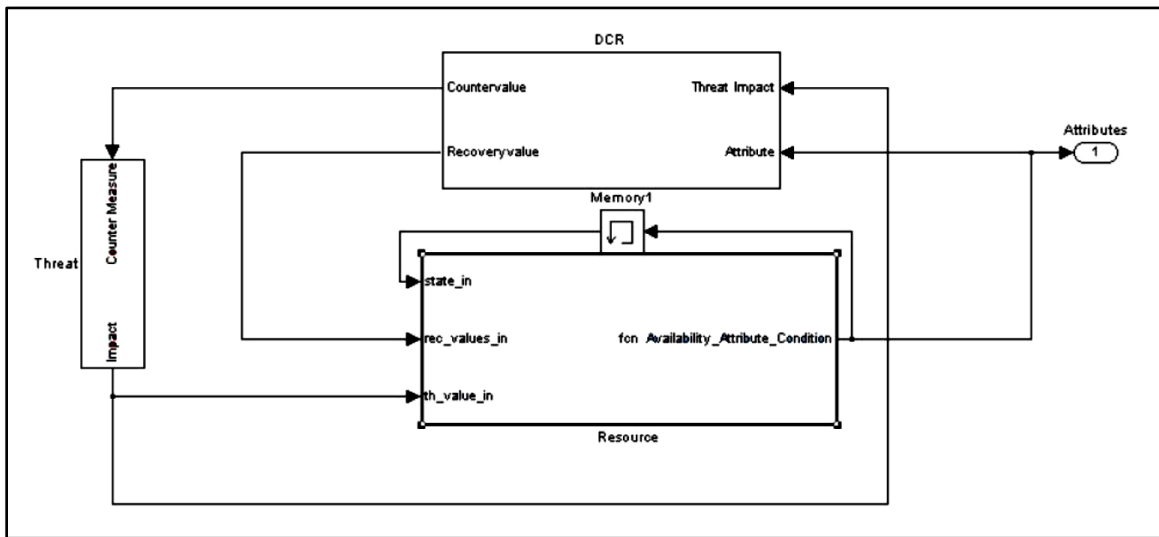 DCR
Countervalue
Threat Impact
Attributes
1
Recoveryvalue
Attribute
Counter Measure
Impact
Threat
Memory1
state_in
rec_values_in
fcn Availability_Attribute_Condition
th_value_in
Resource